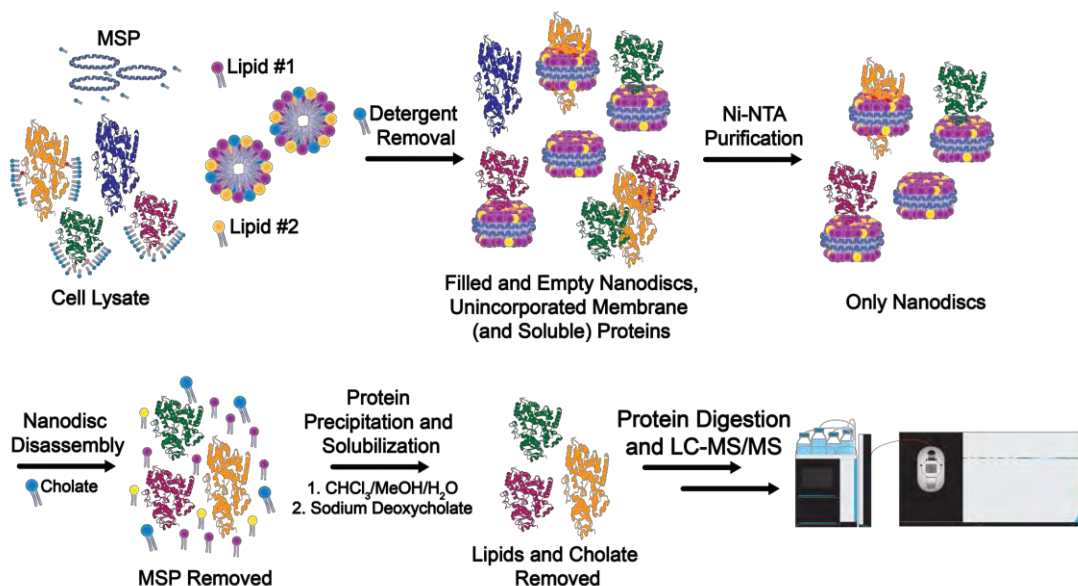 MSP
Lipid #1
Lipid #2
Cell Lysate
Detergent
Removal
Filled and Empty Nanodiscs,
Unincorporated Membrane
(and Soluble) Proteins
Ni-NTA
Purification
Only Nanodiscs
Nanodisc
Disassembly
Cholate
MSP Removed
Protein
Precipitation and
Solubilization
1. CHCl₃/MeOH/H₂O
2. Sodium Deoxycholate
Lipids and Cholate
Removed
Protein Digestion
and LC-MS/MS